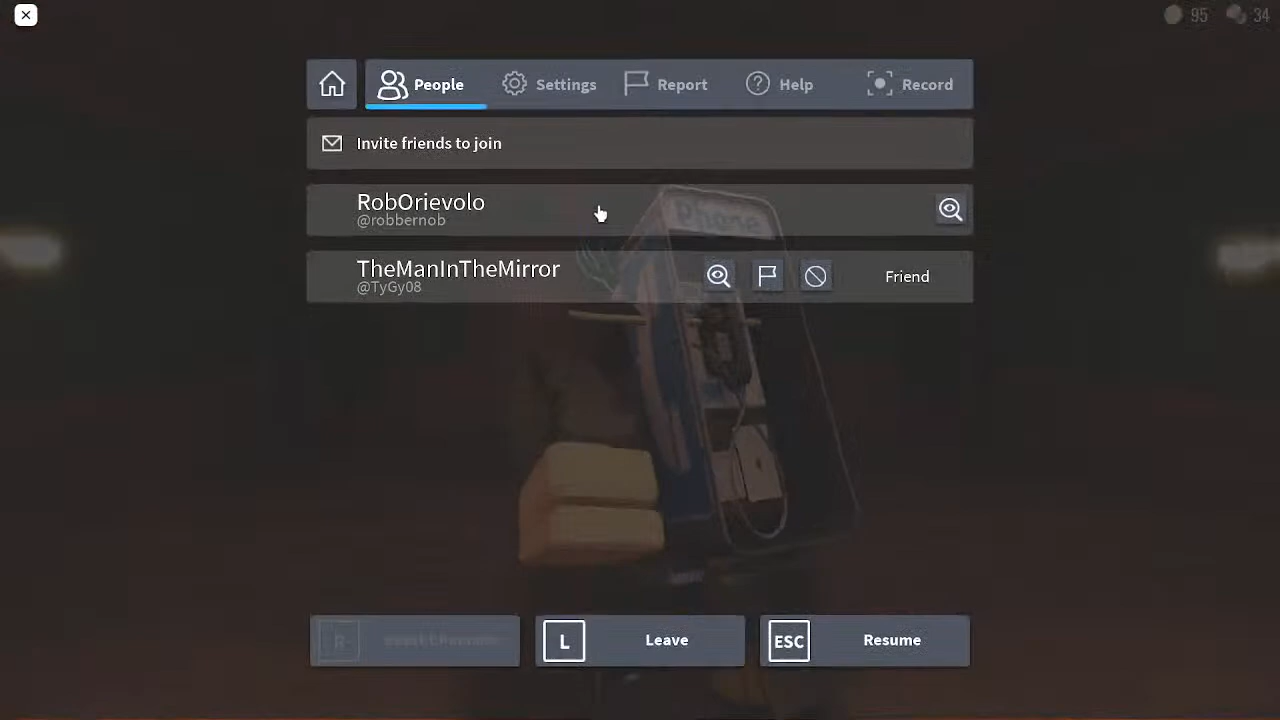 95 34
People Settings Report Help Record
Invite friends to join
RobOrievolo
@robbernob
TheManInTheMirror
@TyGy08
Friend
Phone
R
L Leave
ESC Resume